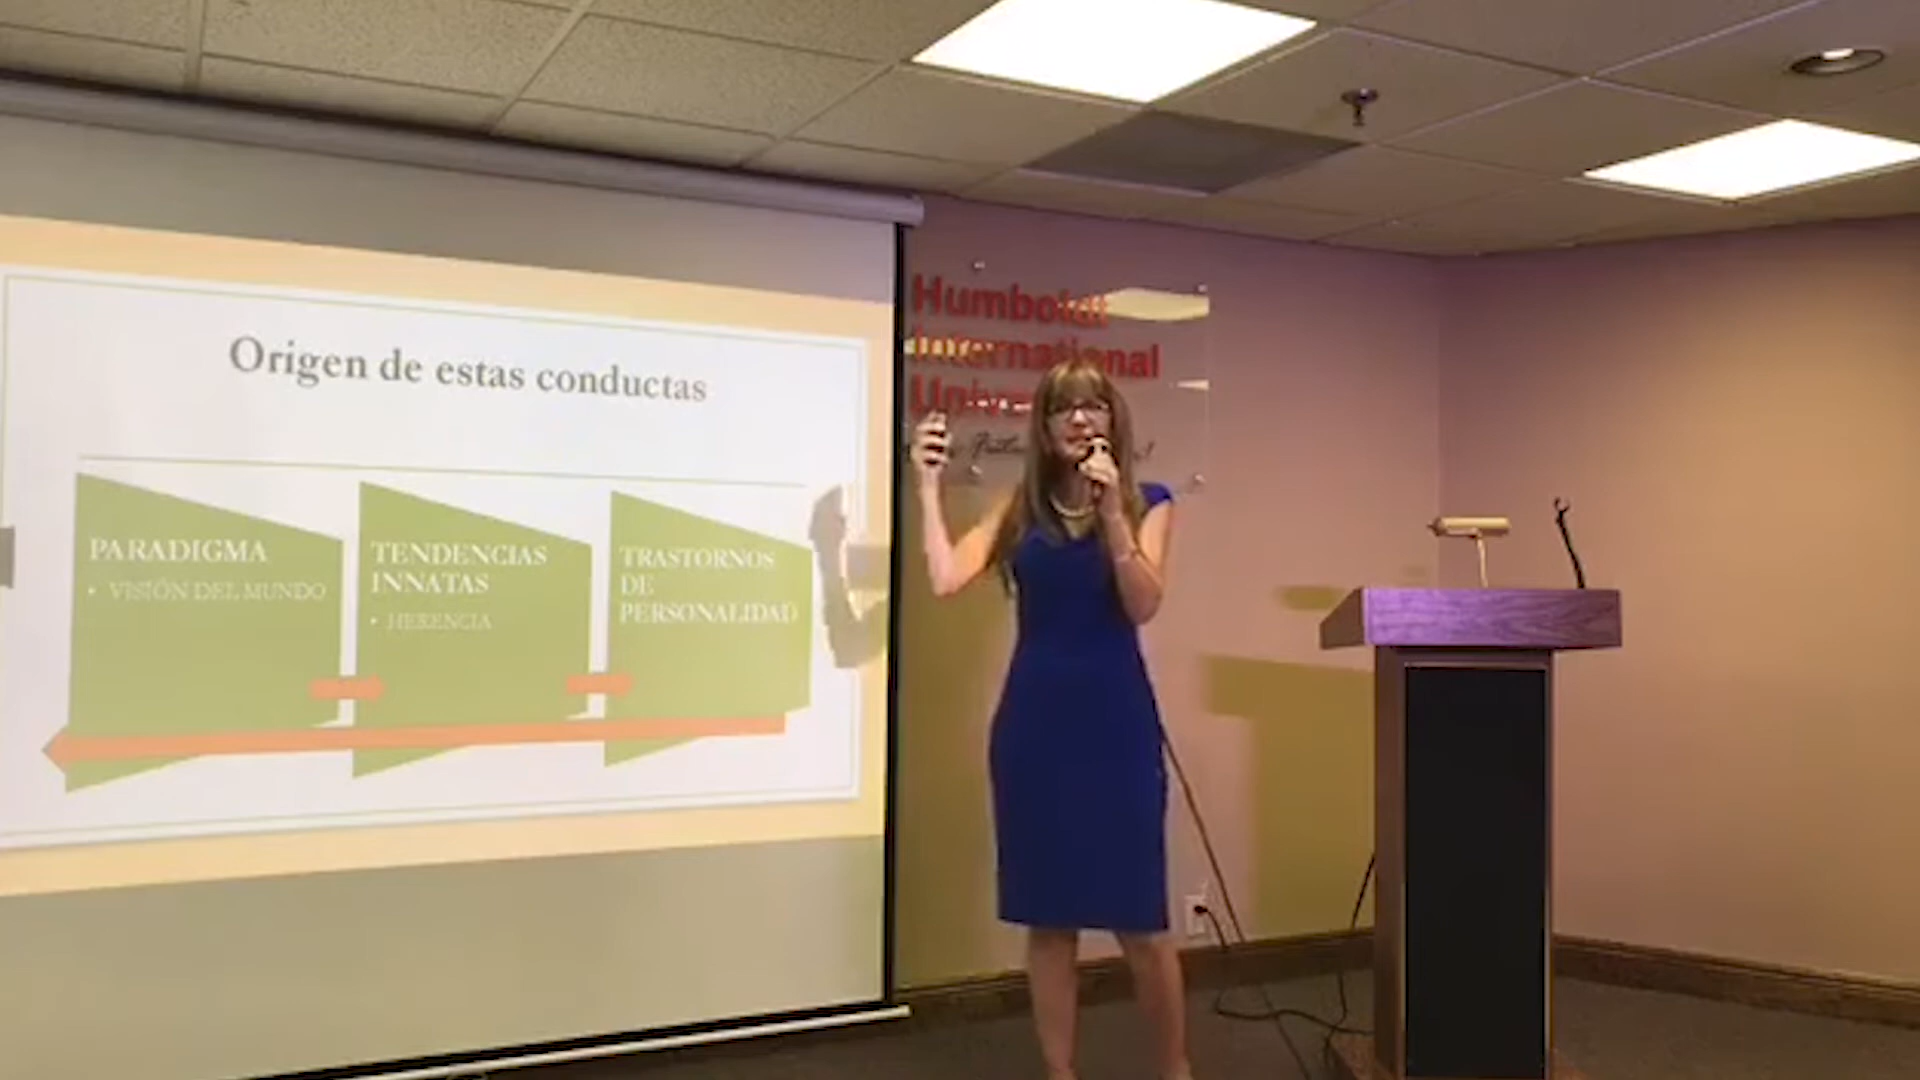 Origen de estas conductas
PARADIGMA
• VISIÓN DEL MUNDO
TENDENCIAS
INNATAS
• HERENCIA
TRASTORNOS
DE
PERSONALIDAD
Humboldt
International